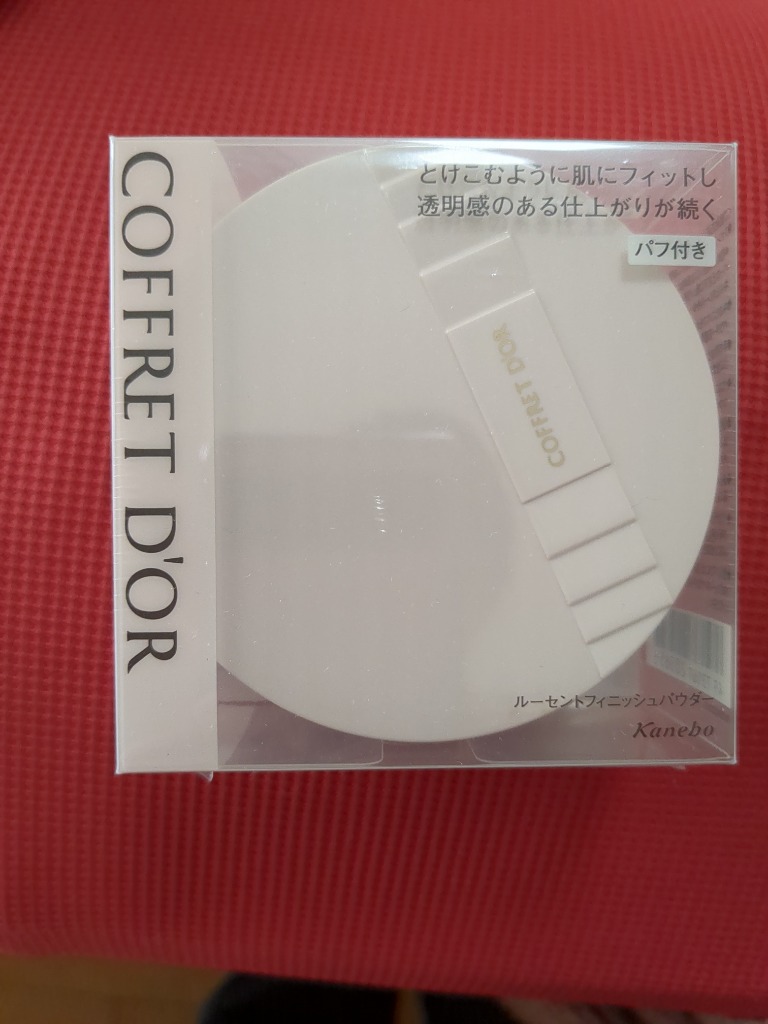 COFFRET D'OR
とけこむように肌にフィットし
透明感のある仕上がりが続く
パフ付き
COFFRET D'OR
ルーセントフィニッシュパウダー
Kanebo